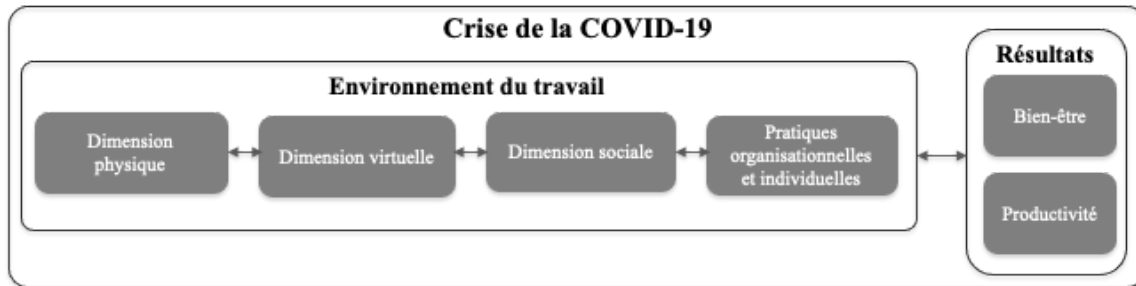 Crise de la COVID-19
Environnement du travail
Dimension
physique
Dimension virtuelle
Dimension sociale
Pratiques
organisationnelles
et individuelles
Résultats
Bien-être
Productivité